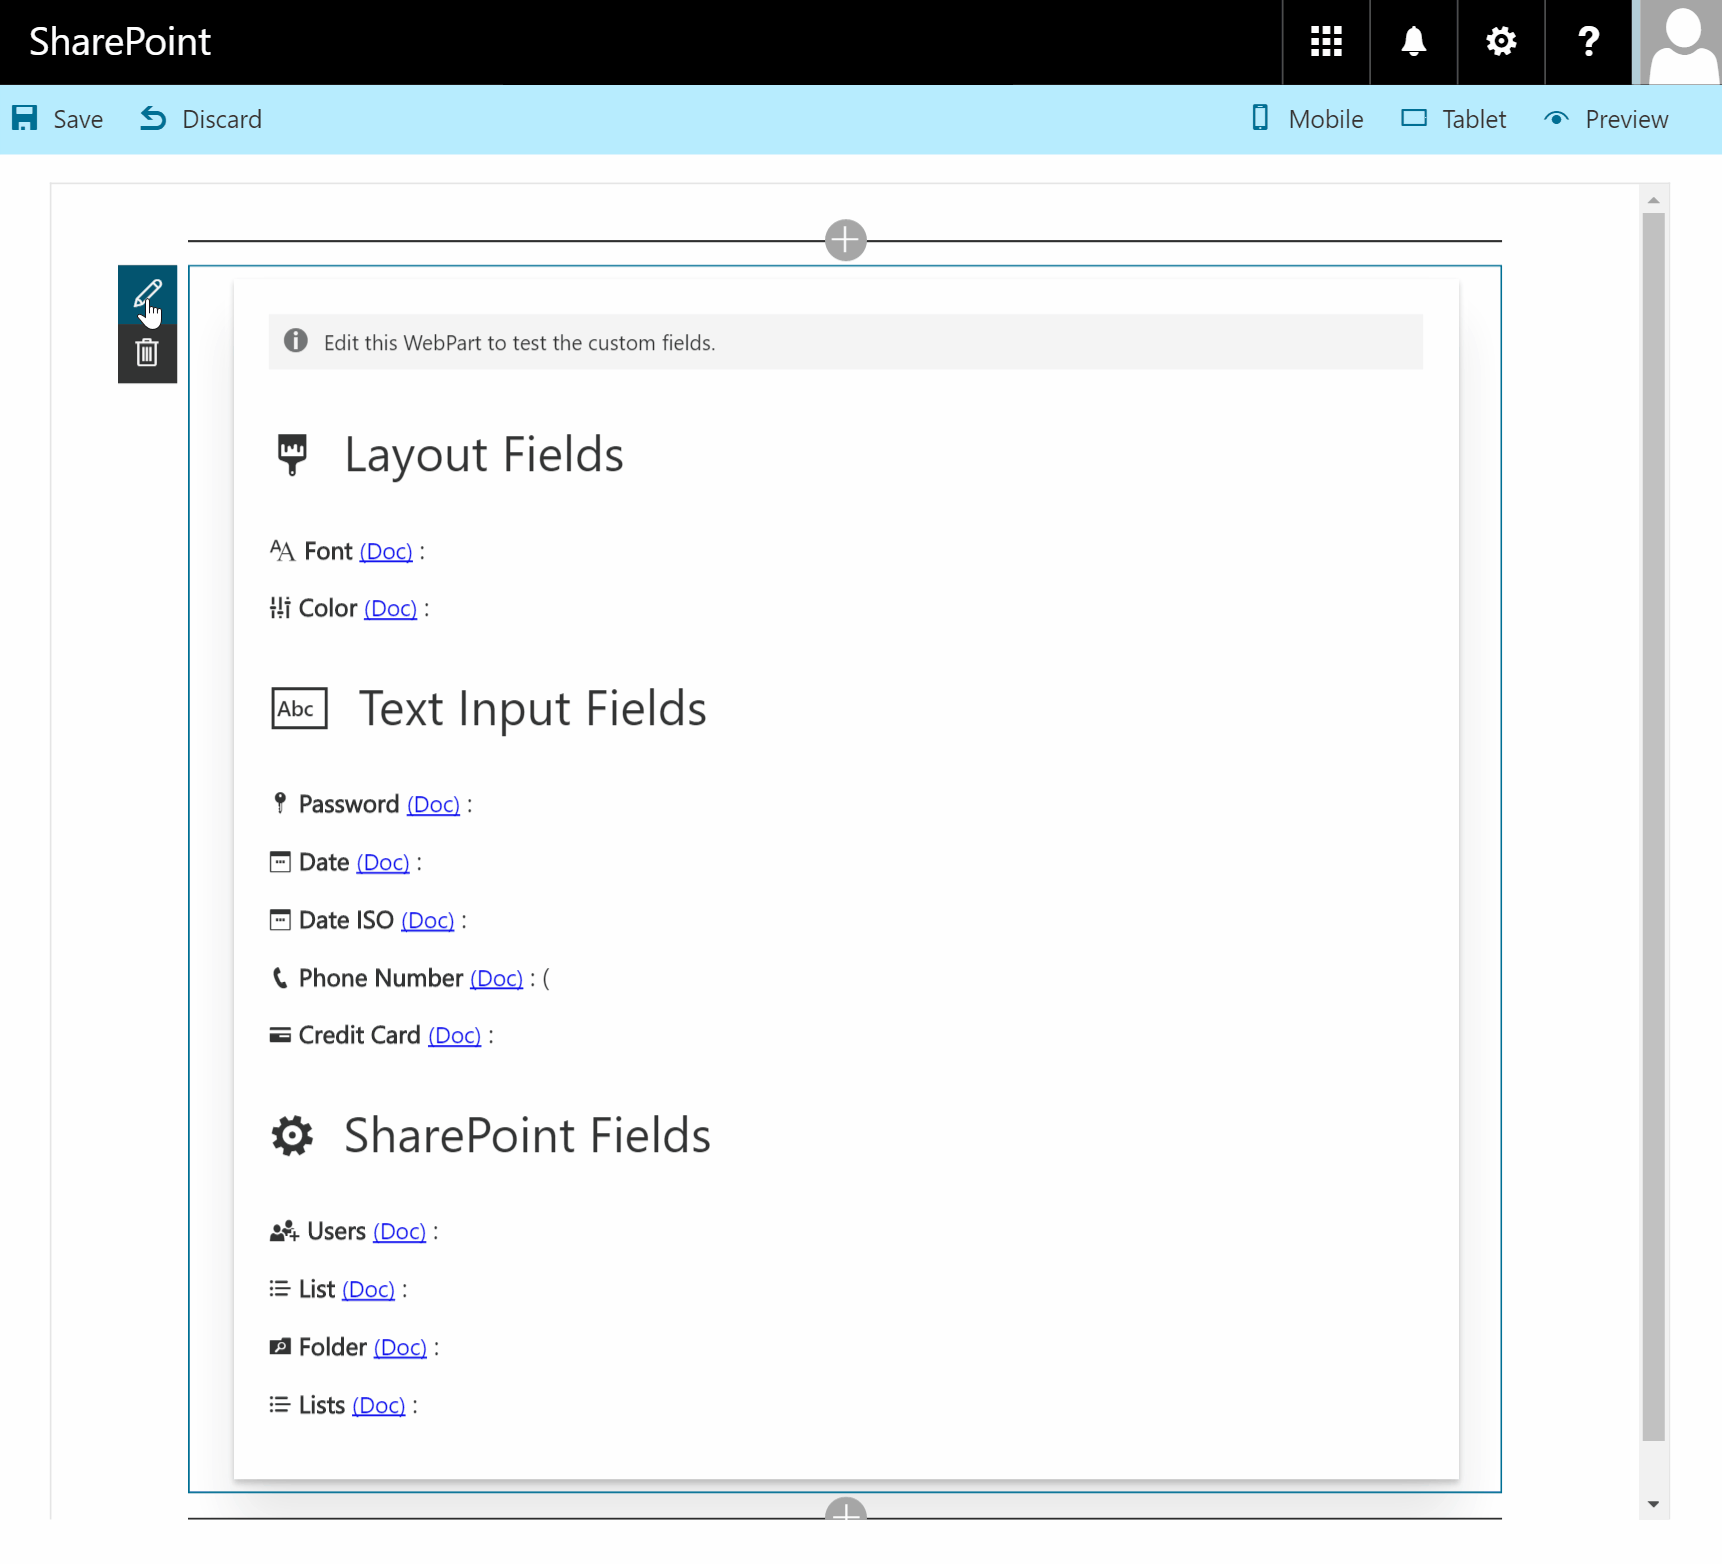 SharePoint
?
Save Discard Mobile Tablet Preview
Edit this WebPart to test the custom fields.
Layout Fields
AA Font (Doc) :
Color (Doc) :
Abc Text Input Fields
Password (Doc) :
Date (Doc) :
Date ISO (Doc) :
Phone Number (Doc) : (
Credit Card (Doc) :
SharePoint Fields
Users (Doc) :
List (Doc) :
Folder (Doc) :
Lists (Doc) :